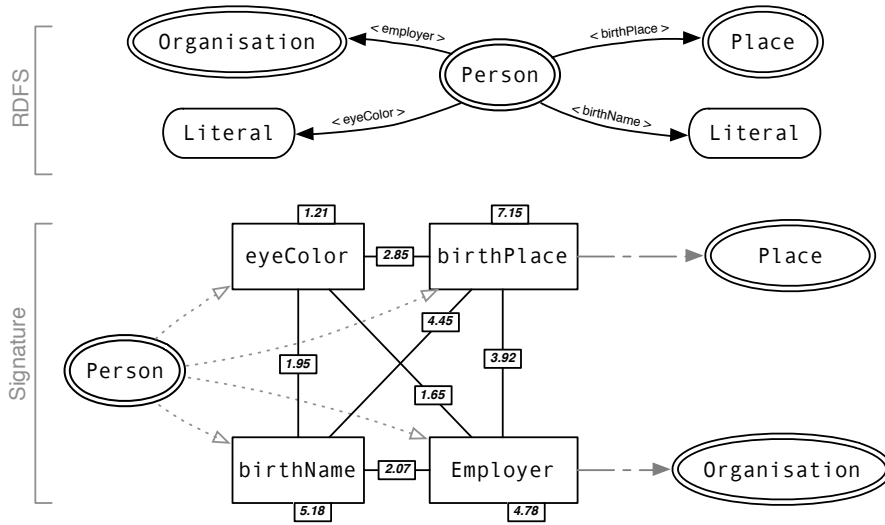 RDFS
Organisation
< employer >
Person
< birthPlace >
Place
Literal
< eyeColor >
< birthName >
Literal
Signature
1.21
7.15
eyeColor
2.85
birthPlace
Place
4.45
Person
1.95
3.92
1.65
birthName
2.07
Employer
Organisation
5.18
4.78